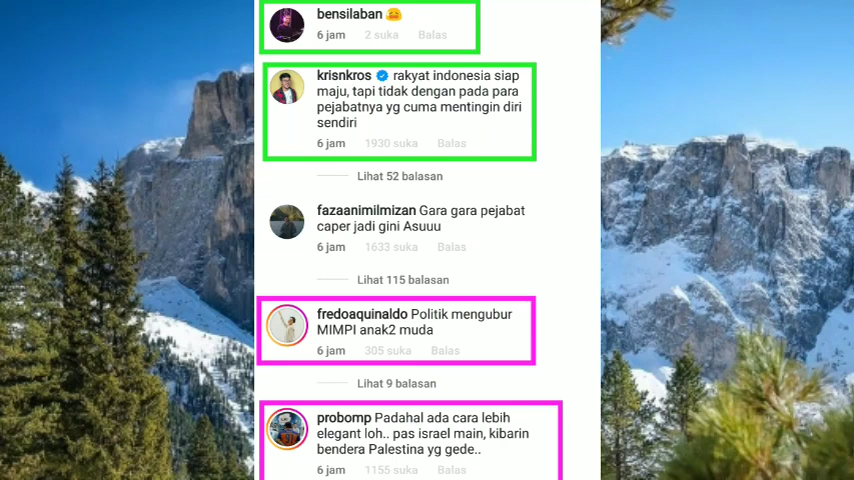 bensilaban 😩
6 jam 2 suka Balas
krisnkros rakyat indonesia siap
maju, tapi tidak dengan pada para
pejabatnya yg cuma mentingin diri
sendiri
6 jam 1930 suka Balas
Lihat 52 balasan
fazaanimilmizan Gara gara pejabat
caper jadi gini Asuuu
6 jam 1633 suka Balas
Lihat 115 balasan
fredoaquinaldo Politik mengubur
MIMPI anak2 muda
6 jam 305 suka Balas
Lihat 9 balasan
probomp Padahal ada cara lebih
elegant loh.. pas israel main, kibarin
bendera Palestina yg gede..
6 jam 1155 suka Balas